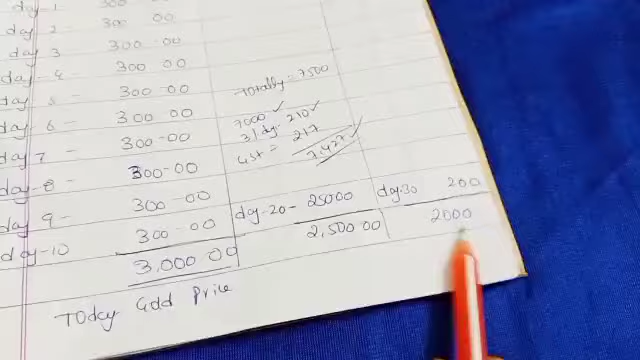 day-1 300
day 2 300 00
day 3 300-00
day-4- 300 00
day 5 300-00
day-6- 300 00
day 7 300-00
day-8 300-00
day 9- 300-00
day-10 300-00
3,000 00
Totally = 7500
7000 ✓
3% 210 ✓
GST = 217
7,427 ✓
day-20- 25000
2,500 00
day-30 200
2000
TOday Gold Price